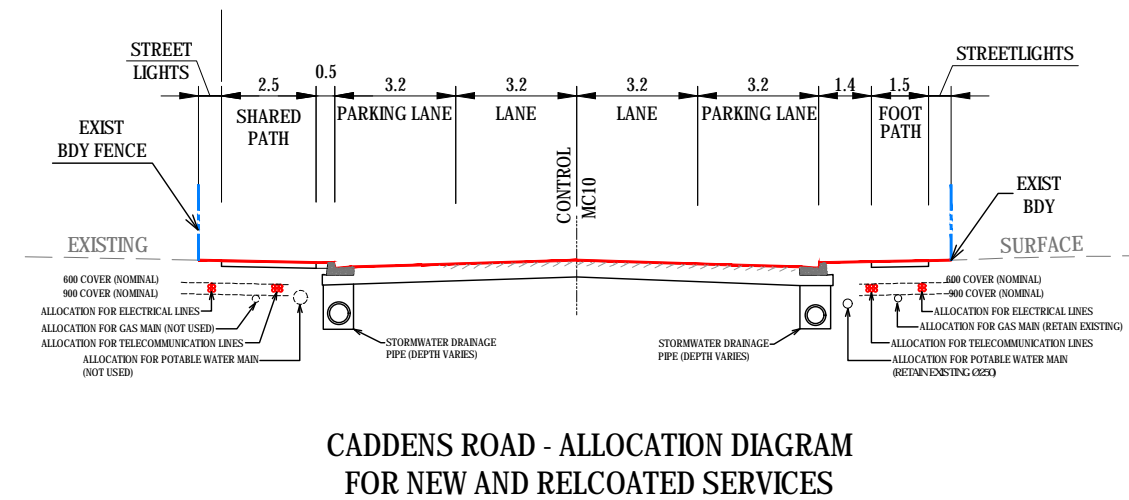 STREET
LIGHTS
STREETLIGHTS
2.5
0.5
3.2
3.2
3.2
3.2
1.4
1.5
SHARED
PATH
PARKING LANE
LANE
LANE
PARKING LANE
FOOT
PATH
EXIST
BDY FENCE
CONTROL
MC10
EXIST
BDY
EXISTING
SURFACE
600 COVER (NOMINAL)
900 COVER (NOMINAL)
ALLOCATION FOR ELECTRICAL LINES
ALLOCATION FOR GAS MAIN (NOT USED)
ALLOCATION FOR TELECOMMUNICATION LINES
ALLOCATION FOR POTABLE WATER MAIN
(NOT USED)
STORMWATER DRAINAGE
PIPE (DEPTH VARIES)
STORMWATER DRAINAGE
PIPE (DEPTH VARIES)
600 COVER (NOMINAL)
900 COVER (NOMINAL)
ALLOCATION FOR ELECTRICAL LINES
ALLOCATION FOR GAS MAIN (RETAIN EXISTING)
ALLOCATION FOR TELECOMMUNICATION LINES
ALLOCATION FOR POTABLE WATER MAIN
(RETAIN EXISTING Ø250)
CADDENS ROAD - ALLOCATION DIAGRAM
FOR NEW AND RELCOATED SERVICES